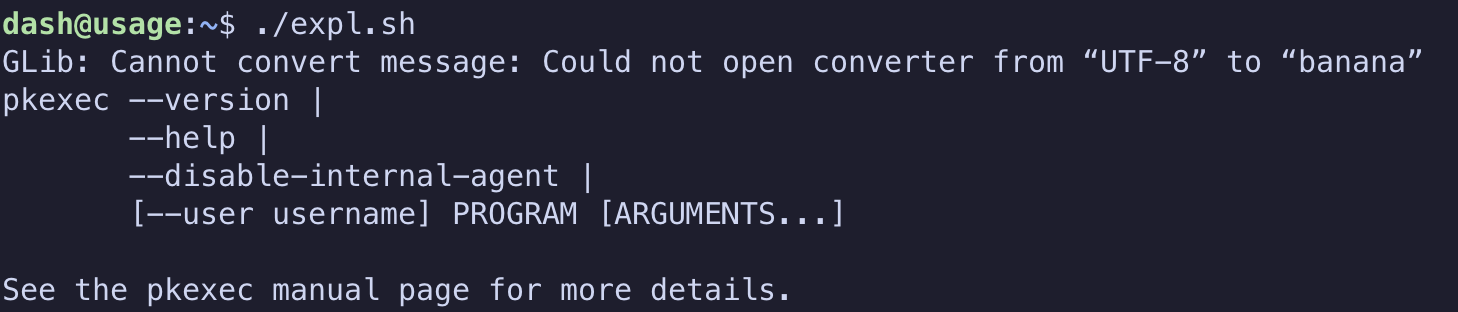 dash@usage:~$ ./expl.sh
GLib: Cannot convert message: Could not open converter from “UTF-8” to “banana”
pkexec --version |
       --help |
       --disable-internal-agent |
       [--user username] PROGRAM [ARGUMENTS...]

See the pkexec manual page for more details.